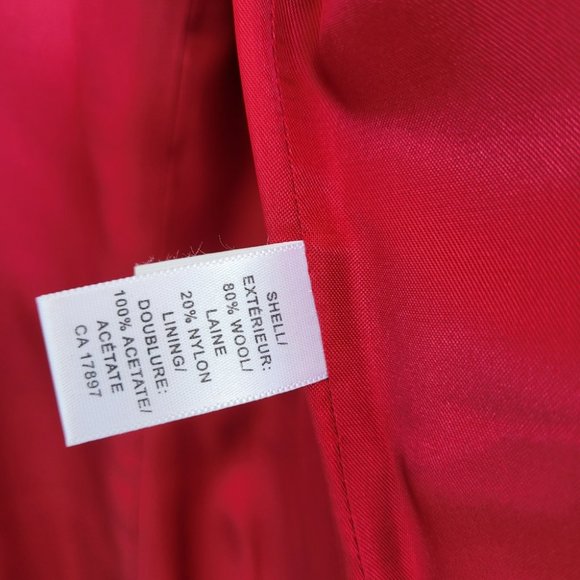 SHELL/
EXTÉRIEUR:
80% WOOL/
LAINE
20% NYLON
LINING/
DOUBLURE:
100% ACETATE/
ACÉTATE
CA 17897